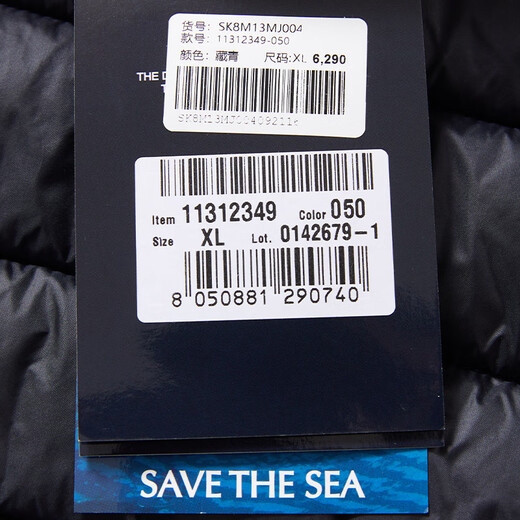 货号: SK8M13MJ004
款号: 11312349-050
颜色: 藏青 尺码:XL 6,290
SK8M13MJ004092116
THE D
Item 11312349 Color 050
Size XL Lot. 0142679-1
8 050881 290740
SAVE THE SEA